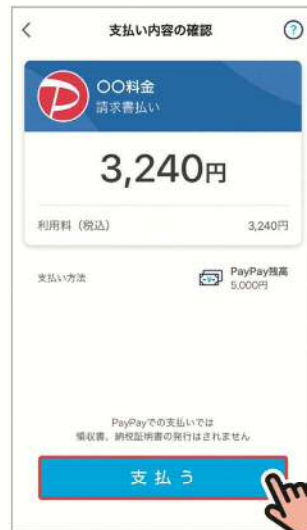 支払い内容の確認
?
〇〇料金
請求書払い
3,240円
利用料（税込） 3,240円
支払い方法 PayPay残高
5,000円
PayPayでの支払いでは
領収書、納税証明書の発行はされません
支払う